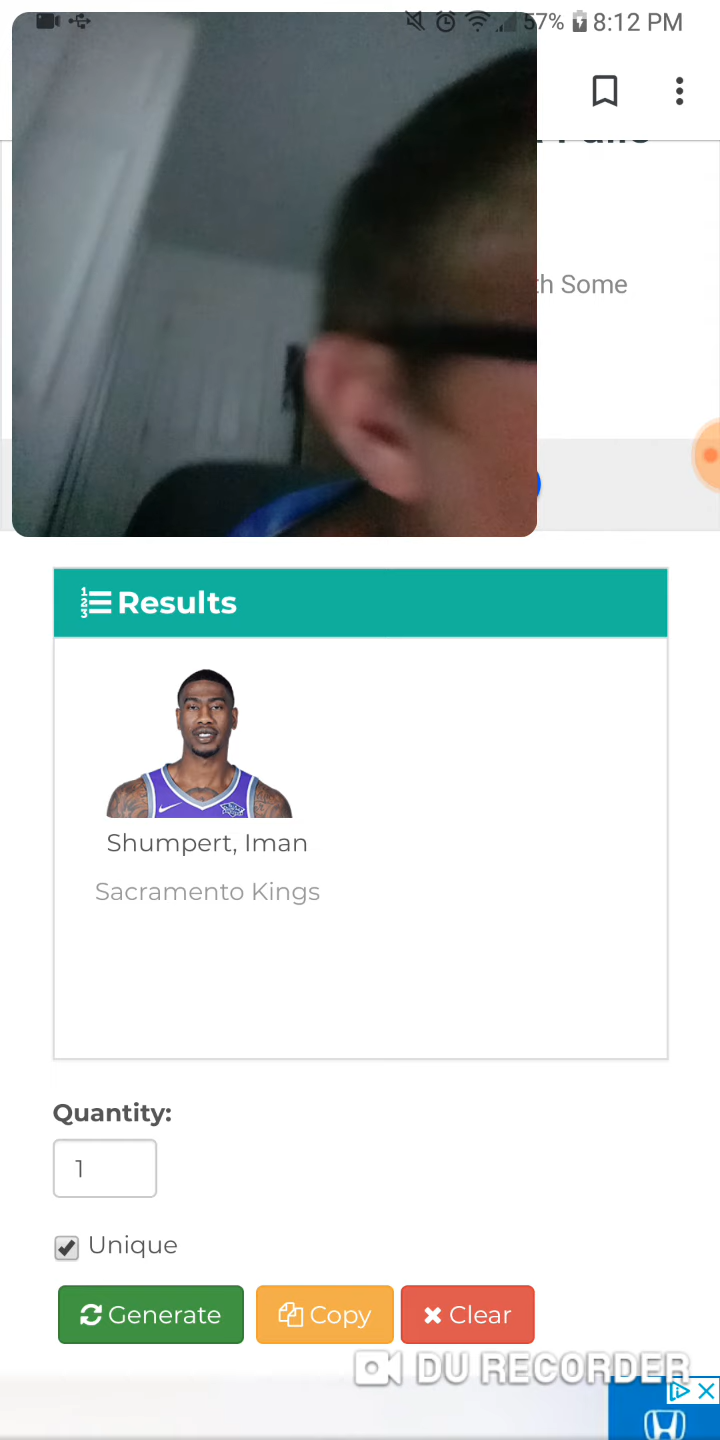 57% 8:12 PM
th Some
Results
Shumpert, Iman
Sacramento Kings
Quantity:
1
Unique
Generate Copy Clear
DU RECORDER